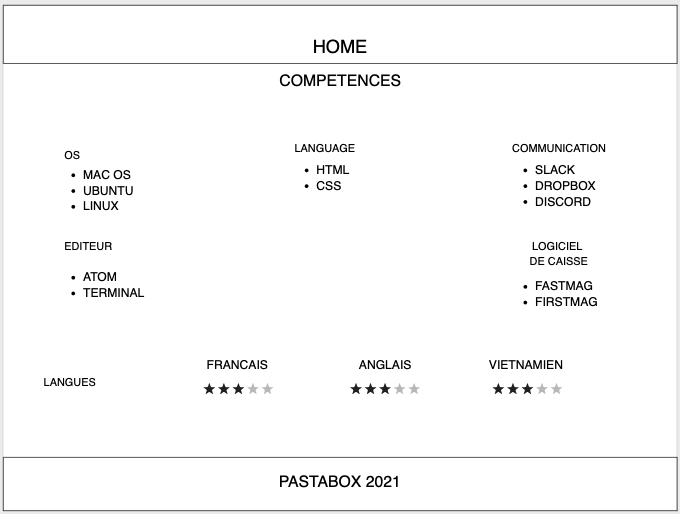 HOME
COMPETENCES
OS
• MAC OS
• UBUNTU
• LINUX
LANGUAGE
• HTML
• CSS
COMMUNICATION
• SLACK
• DROPBOX
• DISCORD
EDITEUR
• ATOM
• TERMINAL
LOGICIEL
DE CAISSE
• FASTMAG
• FIRSTMAG
LANGUES
FRANCAIS
★★★★★
ANGLAIS
★★★★★
VIETNAMIEN
★★★★★
PASTABOX 2021